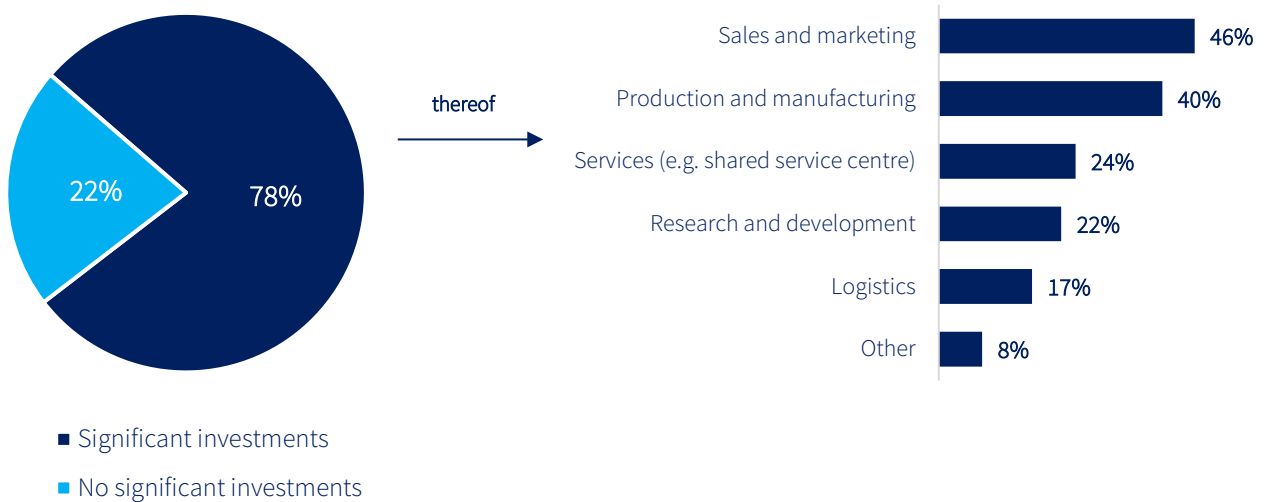 22%
78%
Significant investments
No significant investments
thereof
Sales and marketing 46%
Production and manufacturing 40%
Services (e.g. shared service centre) 24%
Research and development 22%
Logistics 17%
Other 8%